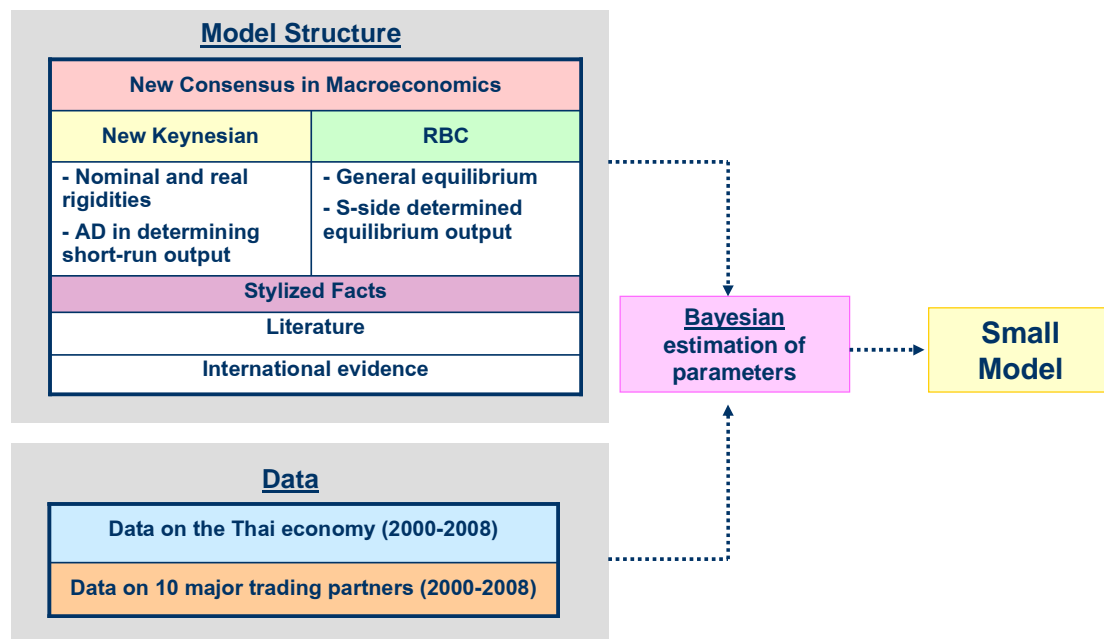 Model Structure
New Consensus in Macroeconomics
New Keynesian
RBC
- Nominal and real
rigidities
- AD in determining
short-run output
- General equilibrium
- S-side determined
equilibrium output
Stylized Facts
Literature
International evidence
Bayesian
estimation of
parameters
Small
Model
Data
Data on the Thai economy (2000-2008)
Data on 10 major trading partners (2000-2008)